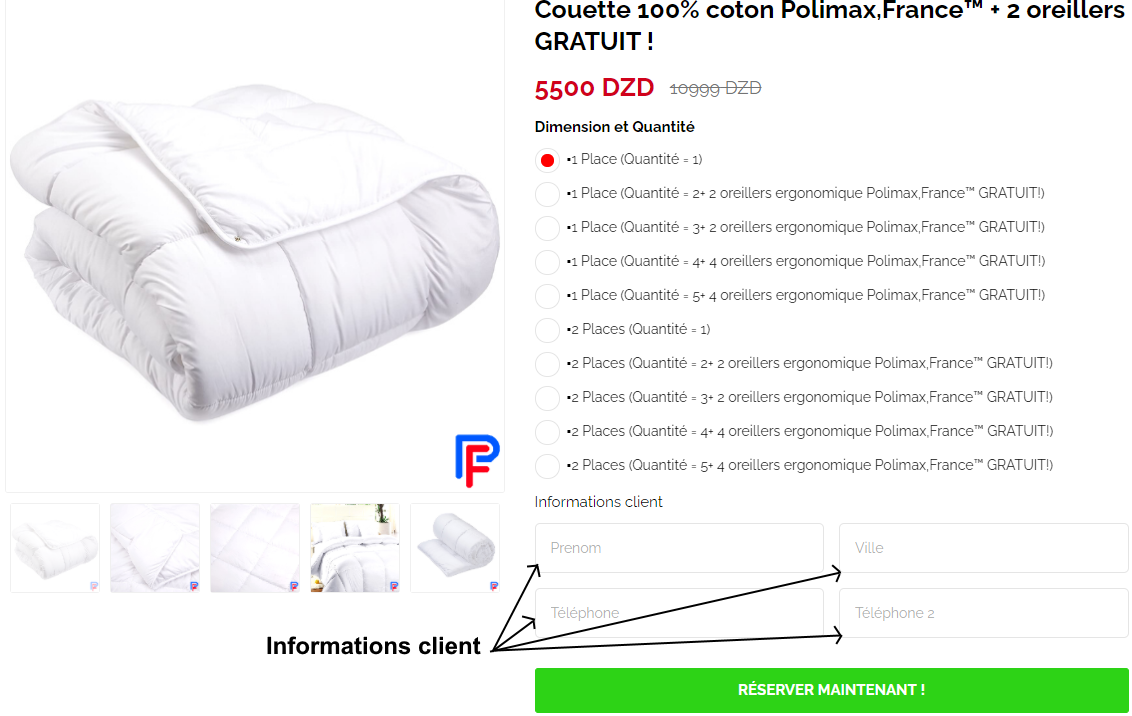 Couette 100% coton Polimax,France™ + 2 oreillers
GRATUIT !
5500 DZD 10999 DZD
Dimension et Quantité
▪1 Place (Quantité = 1)
▪1 Place (Quantité = 2+ 2 oreillers ergonomique Polimax,France™ GRATUIT!)
▪1 Place (Quantité = 3+ 2 oreillers ergonomique Polimax,France™ GRATUIT!)
▪1 Place (Quantité = 4+ 4 oreillers ergonomique Polimax,France™ GRATUIT!)
▪1 Place (Quantité = 5+ 4 oreillers ergonomique Polimax,France™ GRATUIT!)
▪2 Places (Quantité = 1)
▪2 Places (Quantité = 2+ 2 oreillers ergonomique Polimax,France™ GRATUIT!)
▪2 Places (Quantité = 3+ 2 oreillers ergonomique Polimax,France™ GRATUIT!)
▪2 Places (Quantité = 4+ 4 oreillers ergonomique Polimax,France™ GRATUIT!)
▪2 Places (Quantité = 5+ 4 oreillers ergonomique Polimax,France™ GRATUIT!)
Informations client
Prenom Ville
Téléphone Téléphone 2
Informations client
RÉSERVER MAINTENANT !
PF